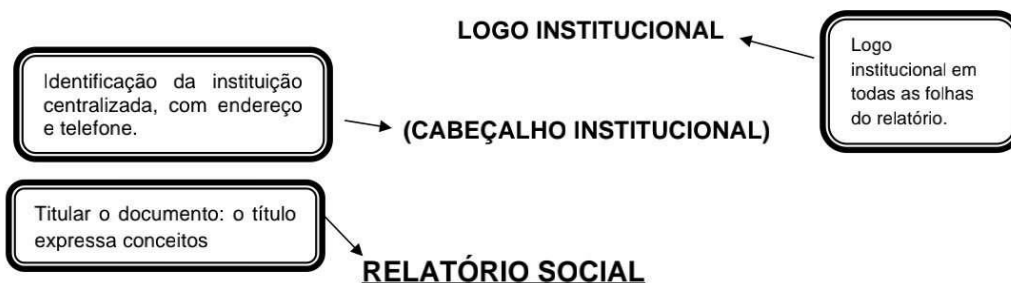 LOGO INSTITUCIONAL
Logo
institucional em
todas as folhas
do relatório.
Identificação da instituição
centralizada, com endereço
e telefone.
(CABEÇALHO INSTITUCIONAL)
Titular o documento: o título
expressa conceitos
RELATÓRIO SOCIAL